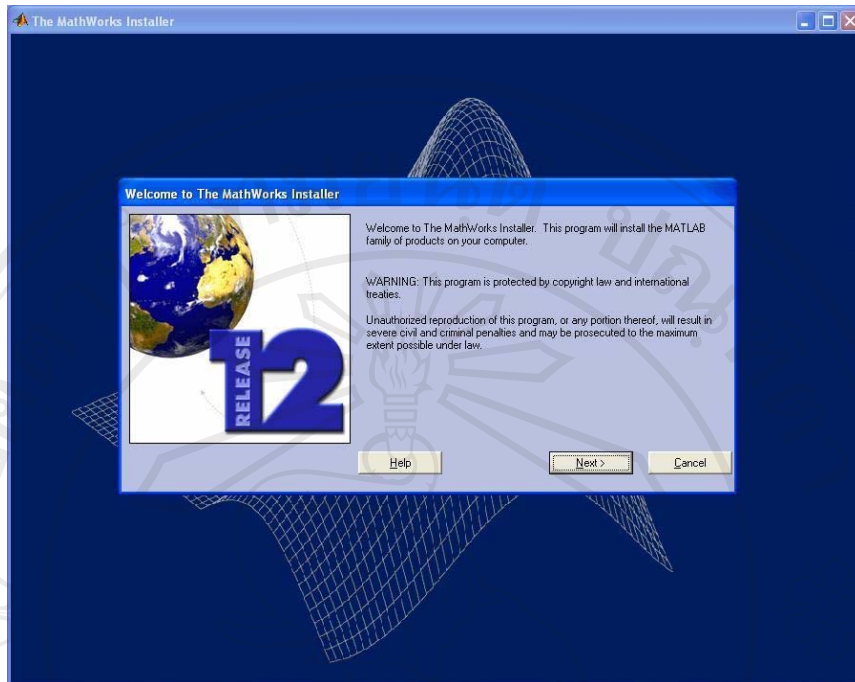 The MathWorks Installer
Welcome to The MathWorks Installer
Welcome to The MathWorks Installer. This program will install the MATLAB
family of products on your computer.
WARNING: This program is protected by copyright law and international
treaties.
Unauthorized reproduction of this program, or any portion thereof, will result in
severe civil and criminal penalties and may be prosecuted to the maximum
extent possible under law.
RELEASE
12
Help
Next >
Cancel